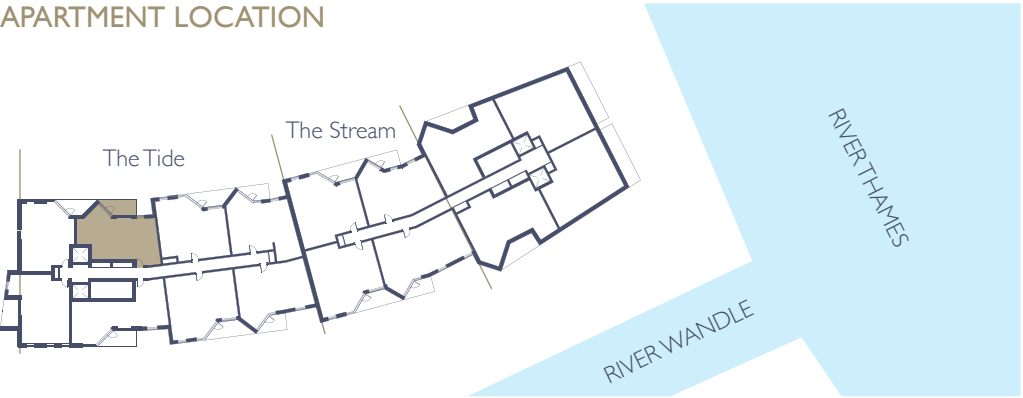 APARTMENT LOCATION
The Stream
The Tide
RIVER THAMES
RIVER WANDLE